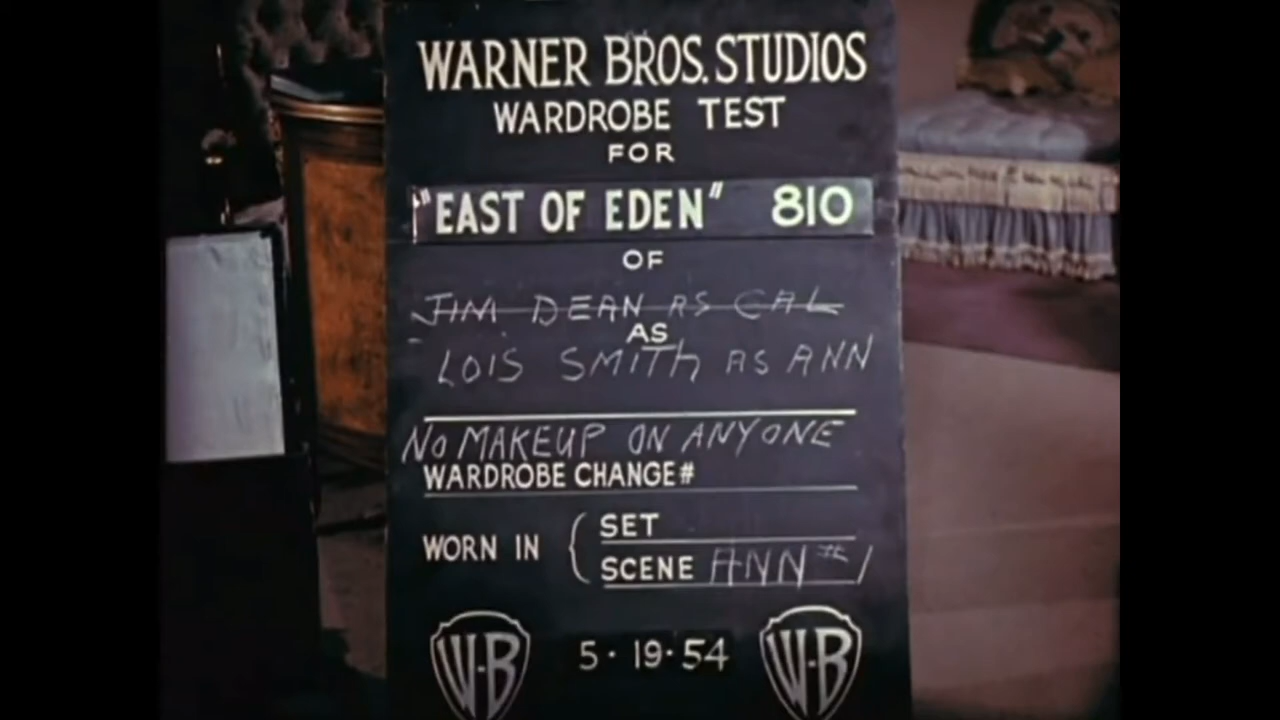 WARNER BROS. STUDIOS
WARDROBE TEST
FOR
"EAST OF EDEN" 810
OF
JIM DEAN AS CAL
AS
LOIS SMITH AS ANN
NO MAKEUP ON ANYONE
WARDROBE CHANGE#
WORN IN
SET
SCENE ANN #1
W-B 5·19·54 W-B